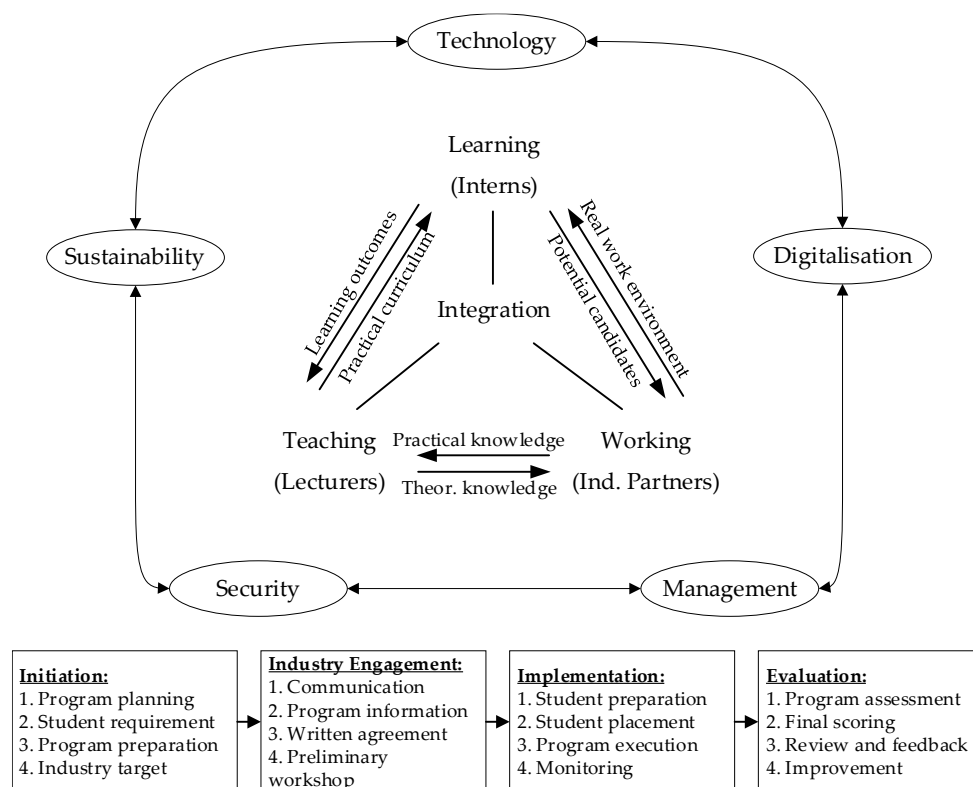 Technology
Learning
(Interns)
Learning outcomes
Practical curriculum
Real work environment
Potential candidates
Sustainability
Digitalisation
Integration
Teaching
(Lecturers)
Practical knowledge
Theor. knowledge
Working
(Ind. Partners)
Security
Management
Initiation:
1. Program planning
2. Student requirement
3. Program preparation
4. Industry target
Industry Engagement:
1. Communication
2. Program information
3. Written agreement
4. Preliminary
workshop
Implementation:
1. Student preparation
2. Student placement
3. Program execution
4. Monitoring
Evaluation:
1. Program assessment
2. Final scoring
3. Review and feedback
4. Improvement